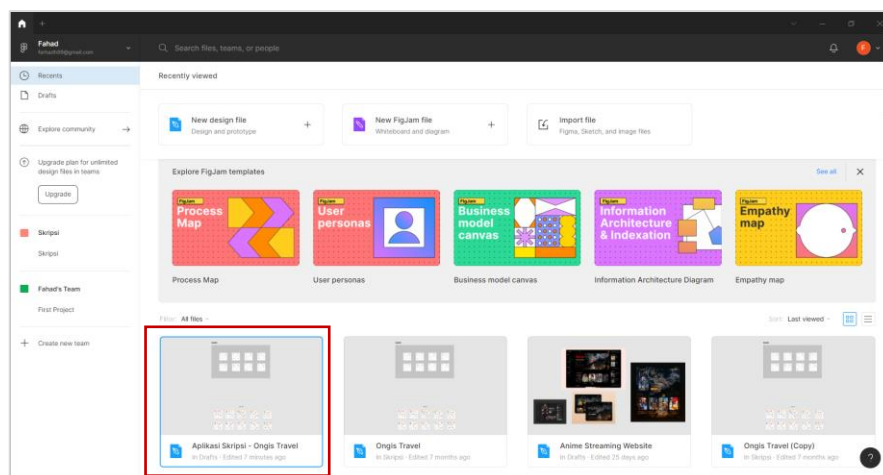 Fahad
Search files, teams, or people
Recents
Recently viewed
Drafts
Explore community
Upgrade plan for unlimited
design files in teams
Upgrade
Skripsi
Skripsi
Fahad's Team
First Project
Create new team
New design file
Design and prototype
New FigJam file
Whiteboard and diagram
Import file
Figma, Sketch, and image files
Explore FigJam templates
See all
FigJam
Process
Map
FigJam
User
personas
FigJam
Business
model
canvas
FigJam
Information
Architecture
& Indexation
FigJam
Empathy
map
Process Map
User personas
Business model canvas
Information Architecture Diagram
Empathy map
Filter: All files
Sort: Last viewed
Aplikasi Skripsi - Ongis Travel
In Drafts · Edited 7 minutes ago
Ongis Travel
In Skripsi · Edited 7 months ago
Anime Streaming Website
In Drafts · Edited 25 days ago
Ongis Travel (Copy)
In Skripsi · Edited 7 months ago
F
?